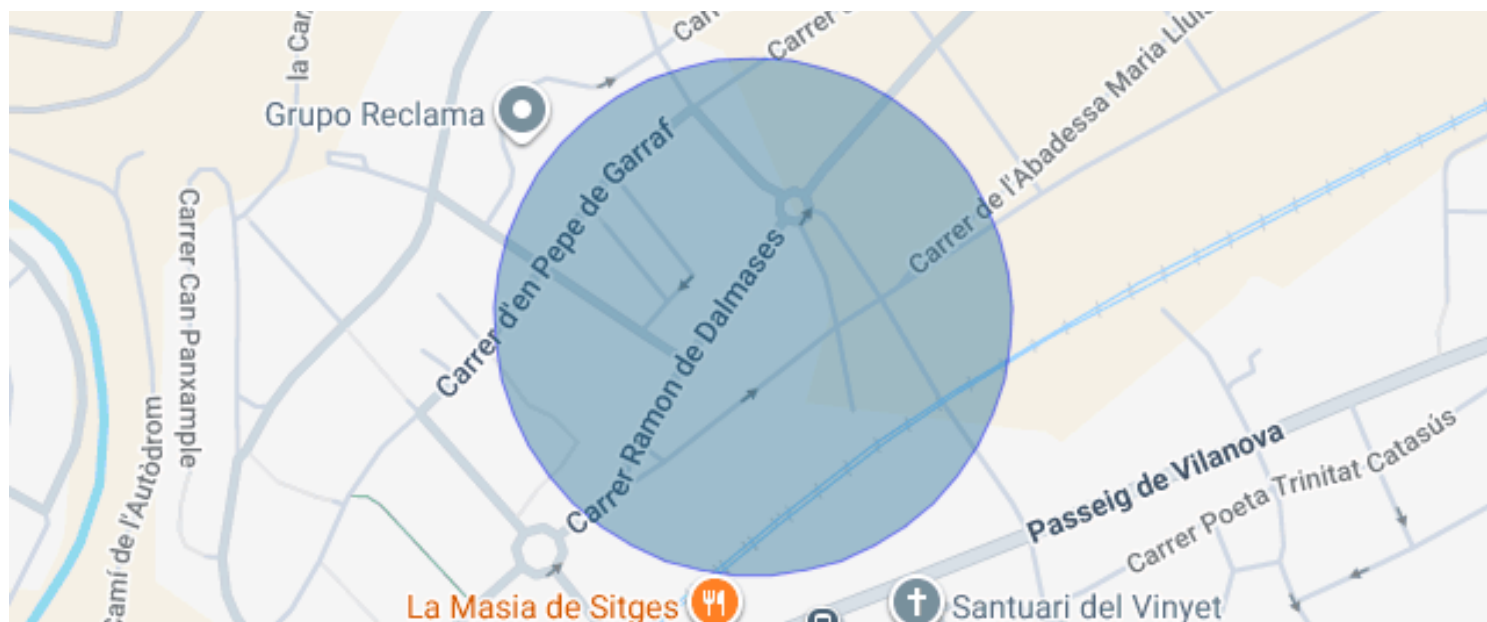 Grupo Reclama
Carrer d'en Pepe de Garraf
Carrer de l'Abadessa Maria Lluïs
Carrer Can Panxample
Camí de l'Autòdrom
Carrer Ramon de Dalmases
Passeig de Vilanova
Carrer Poeta Trinitat Catasús
La Masia de Sitges
Santuari del Vinyet